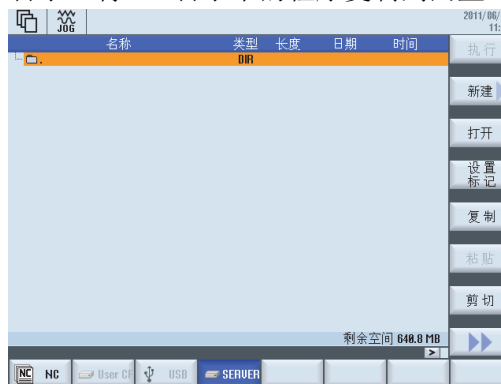 JOG
2011/06/
11:
名称 类型 长度 日期 时间
. DIR
执行
新建
打开
设置
标记
复制
粘贴
剪切
剩余空间 640.8 MB
NC NC User CF USB SERVER